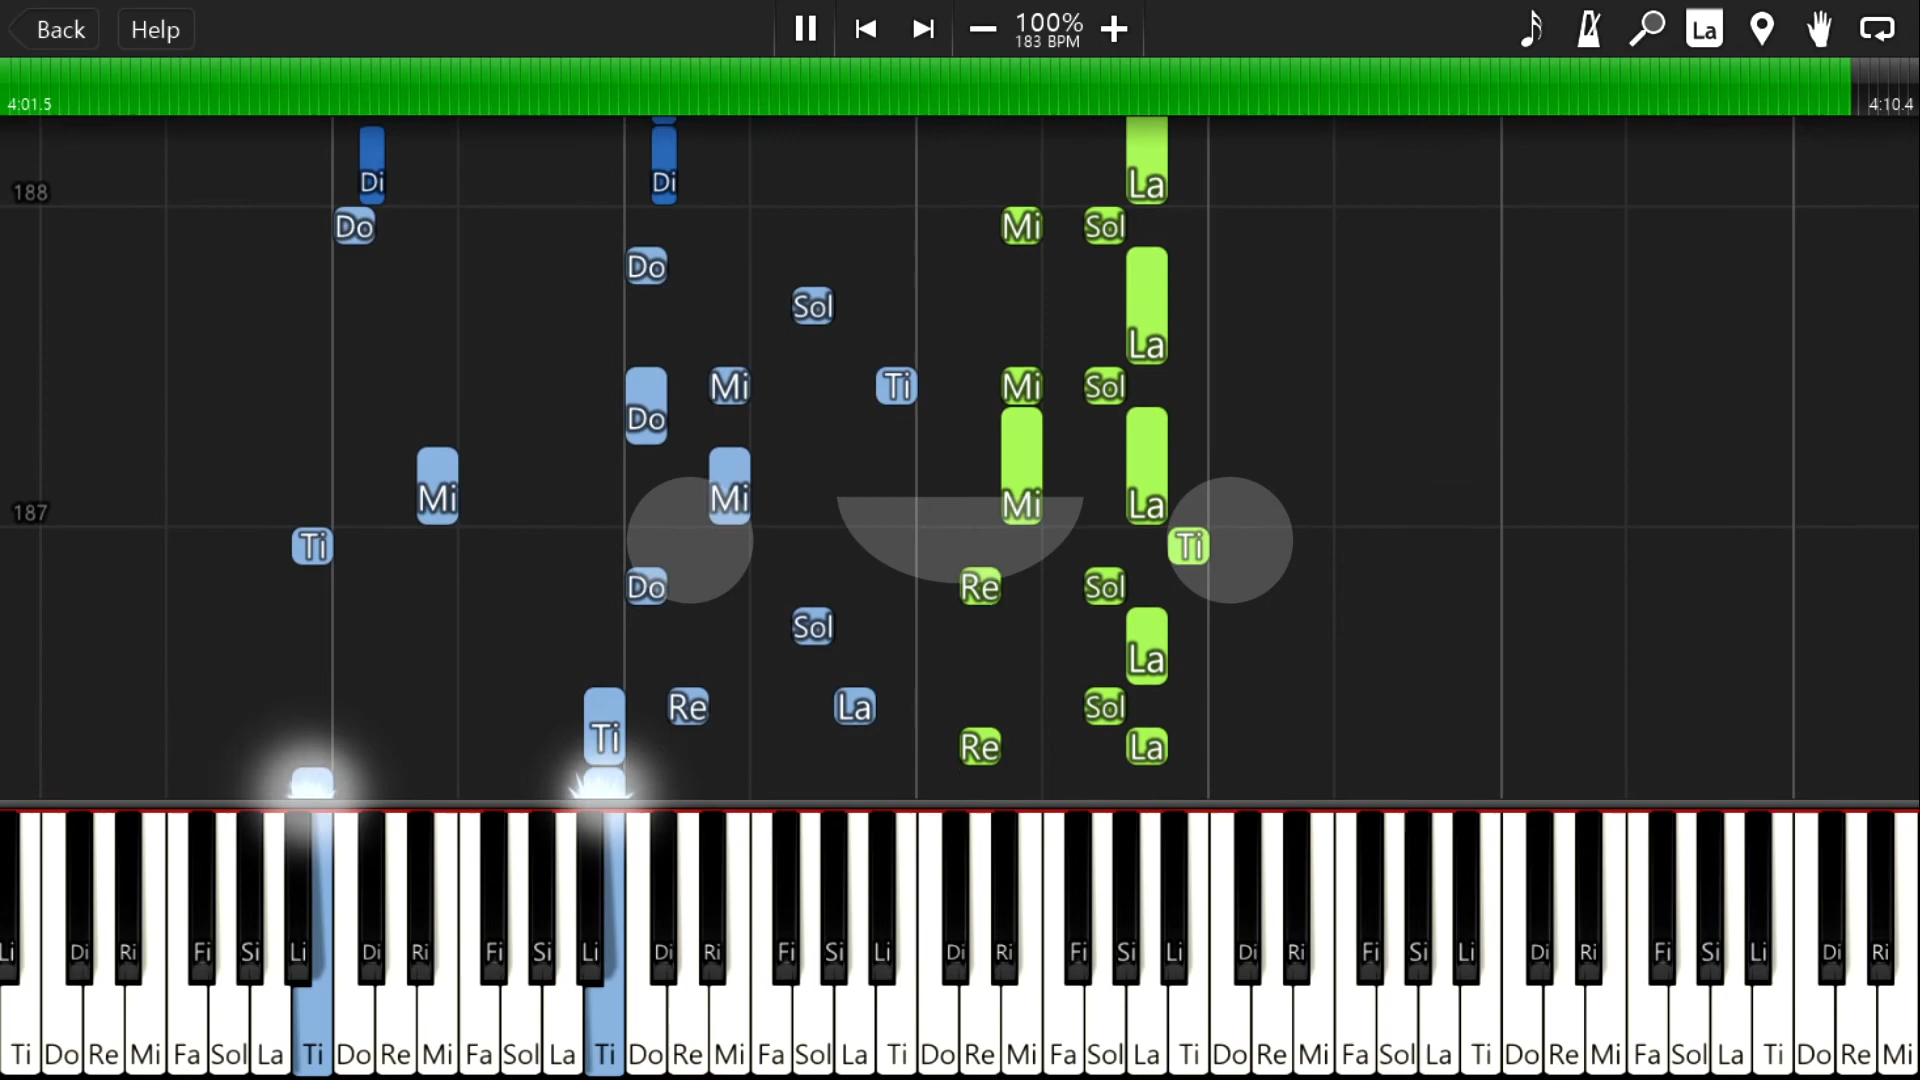 Back Help 100% La
183 BPM
4:01.5 4:10.4
Di Di La
188
Do Mi Sol
Do
Sol
La
Mi Ti Mi Sol
Do
Mi Mi Mi La
187
Ti Ti
Do Re Sol
Sol
La
Re La Sol
Ti
Re La
Li Di Ri Fi Si Li Di Ri Fi Si Li Di Ri Fi Si Li Di Ri Fi Si Li Di Ri Fi Si Li Di Ri Fi Si Li Di Ri
Ti Do Re Mi Fa Sol La Ti Do Re Mi Fa Sol La Ti Do Re Mi Fa Sol La Ti Do Re Mi Fa Sol La Ti Do Re Mi Fa Sol La Ti Do Re Mi Fa Sol La Ti Do Re Mi